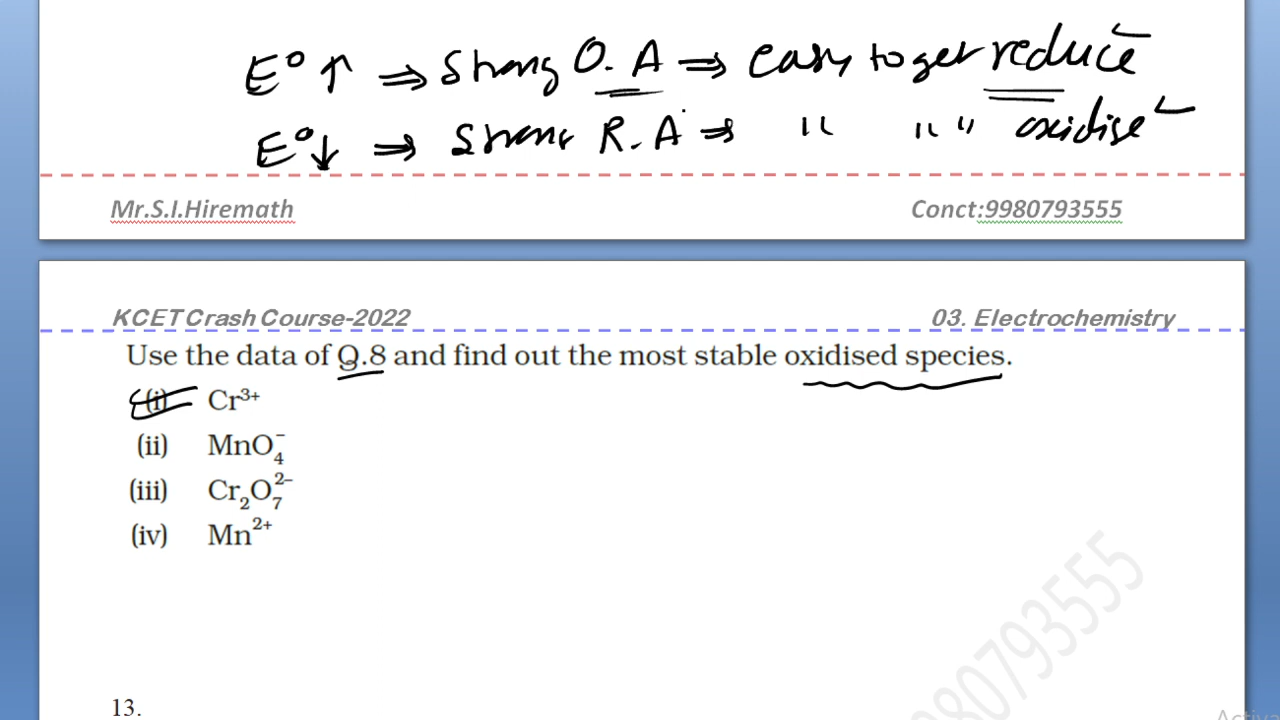 E° ↑ ⇒ Strong O.A ⇒ easy to get reduce
E° ↓ ⇒ Strong R.A ⇒ " " " oxidise
Mr.S.I.Hiremath Conct:9980793555
KCET Crash Course-2022 03. Electrochemistry
Use the data of Q.8 and find out the most stable oxidised species.
(i) Cr³⁺
(ii) MnO₄⁻
(iii) Cr₂O₇²⁻
(iv) Mn²⁺
980793555
13.
Activa